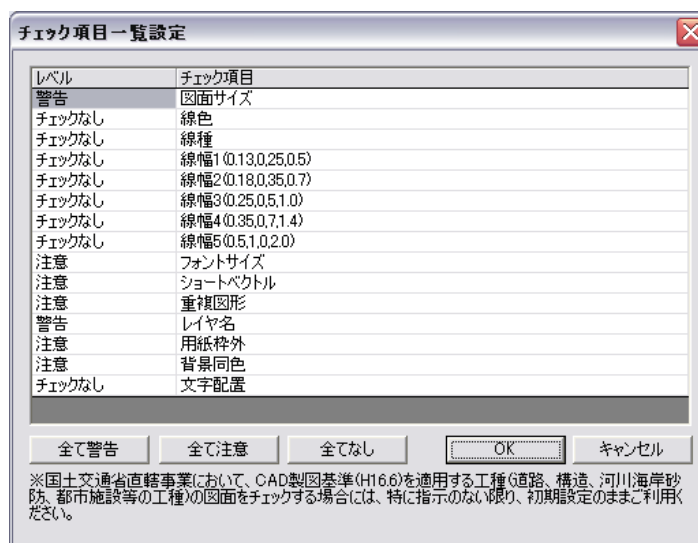 チェック項目一覧設定
レベル チェック項目
警告 図面サイズ
チェックなし 線色
チェックなし 線種
チェックなし 線幅1(0.13,0,25,0.5)
チェックなし 線幅2(0.18,0,35,0.7)
チェックなし 線幅3(0.25,0.5,1.0)
チェックなし 線幅4(0.35,0.7,1.4)
チェックなし 線幅5(0.5,1.0,2.0)
注意 フォントサイズ
注意 ショートベクトル
注意 重複図形
警告 レイヤ名
注意 用紙枠外
注意 背景同色
チェックなし 文字配置
全て警告 全て注意 全てなし OK キャンセル
※国土交通省直轄事業において、CAD製図基準(H16.6)を適用する工種(道路、構造、河川海岸砂
防、都市施設等の工種)の図面をチェックする場合には、特に指示のない限り、初期設定のままご利用く
ださい。